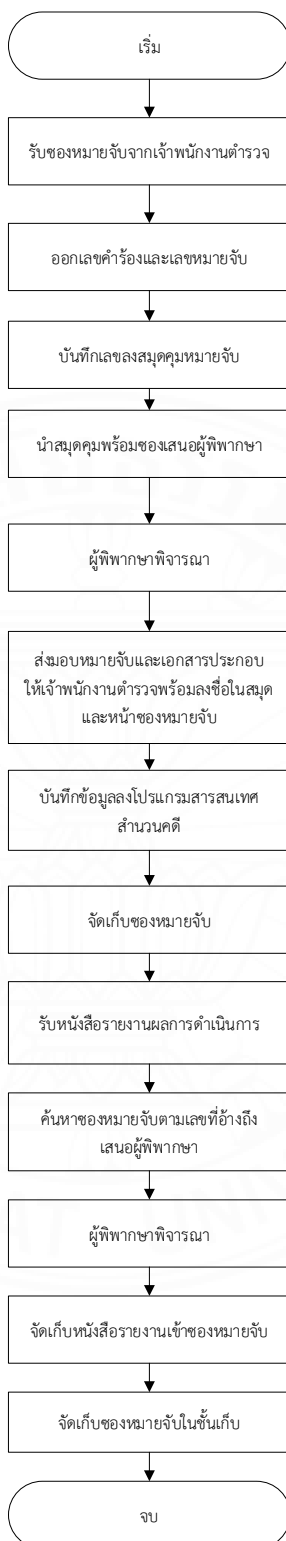 เริ่ม
รับซองหมายจับจากเจ้าพนักงานตำรวจ
ออกเลขคำร้องและเลขหมายจับ
บันทึกเลขลงสมุดคุมหมายจับ
นำสมุดคุมพร้อมซองเสนอผู้พิพากษา
ผู้พิพากษาพิจารณา
ส่งมอบหมายจับและเอกสารประกอบ
ให้เจ้าพนักงานตำรวจพร้อมลงชื่อในสมุด
และหน้าซองหมายจับ
บันทึกข้อมูลลงโปรแกรมสารสนเทศ
สำนวนคดี
จัดเก็บซองหมายจับ
รับหนังสือรายงานผลการดำเนินการ
ค้นหาซองหมายจับตามเลขที่อ้างถึง
เสนอผู้พิพากษา
ผู้พิพากษาพิจารณา
จัดเก็บหนังสือรายงานเข้าซองหมายจับ
จัดเก็บซองหมายจับในชั้นเก็บ
จบ